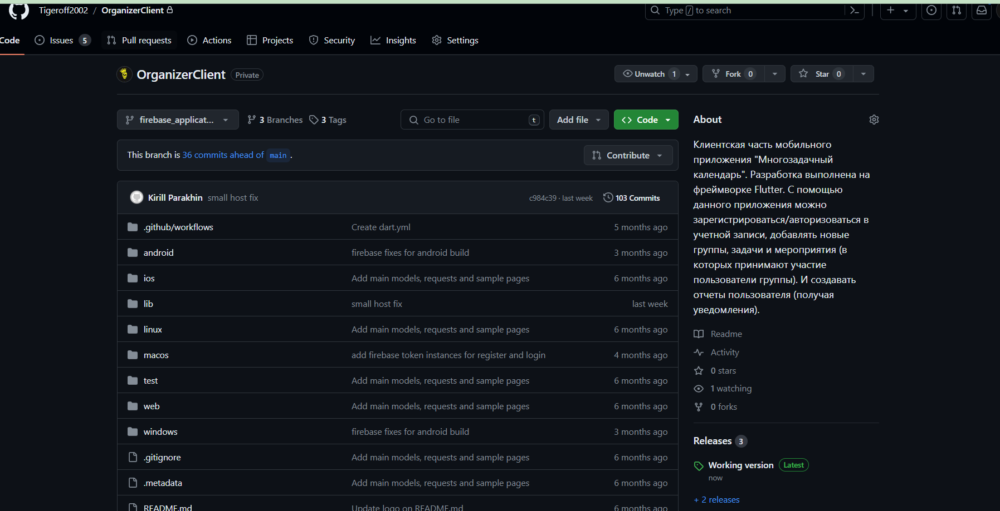 Tigeroff2002 / OrganizerClient
Type / to search
Code
Issues 5
Pull requests
Actions
Projects
Security
Insights
Settings
OrganizerClient Private
Unwatch 1
Fork 0
Star 0
firebase_applicat...
3 Branches
3 Tags
Go to file t
Add file
Code
This branch is 36 commits ahead of main .
Contribute
Kirill Parakhin small host fix c984c39 · last week 103 Commits
.github/workflows Create dart.yml 5 months ago
android firebase fixes for android build 3 months ago
ios Add main models, requests and sample pages 6 months ago
lib small host fix last week
linux Add main models, requests and sample pages 6 months ago
macos add firebase token instances for register and login 4 months ago
test Add main models, requests and sample pages 6 months ago
web Add main models, requests and sample pages 6 months ago
windows firebase fixes for android build 3 months ago
.gitignore Add main models, requests and sample pages 6 months ago
.metadata Add main models, requests and sample pages 6 months ago
README.md Update logo on README.md 6 months ago
About
Клиентская часть мобильного
приложения "Многозадачный
календарь". Разработка выполнена на
фреймворке Flutter. С помощью
данного приложения можно
зарегистрироваться/авторизоваться в
учетной записи, добавлять новые
группы, задачи и мероприятия (в
которых принимают участие
пользователи группы). И создавать
отчеты пользователя (получая
уведомления).
Readme
Activity
0 stars
1 watching
0 forks
Releases 3
Working version Latest
now
+ 2 releases